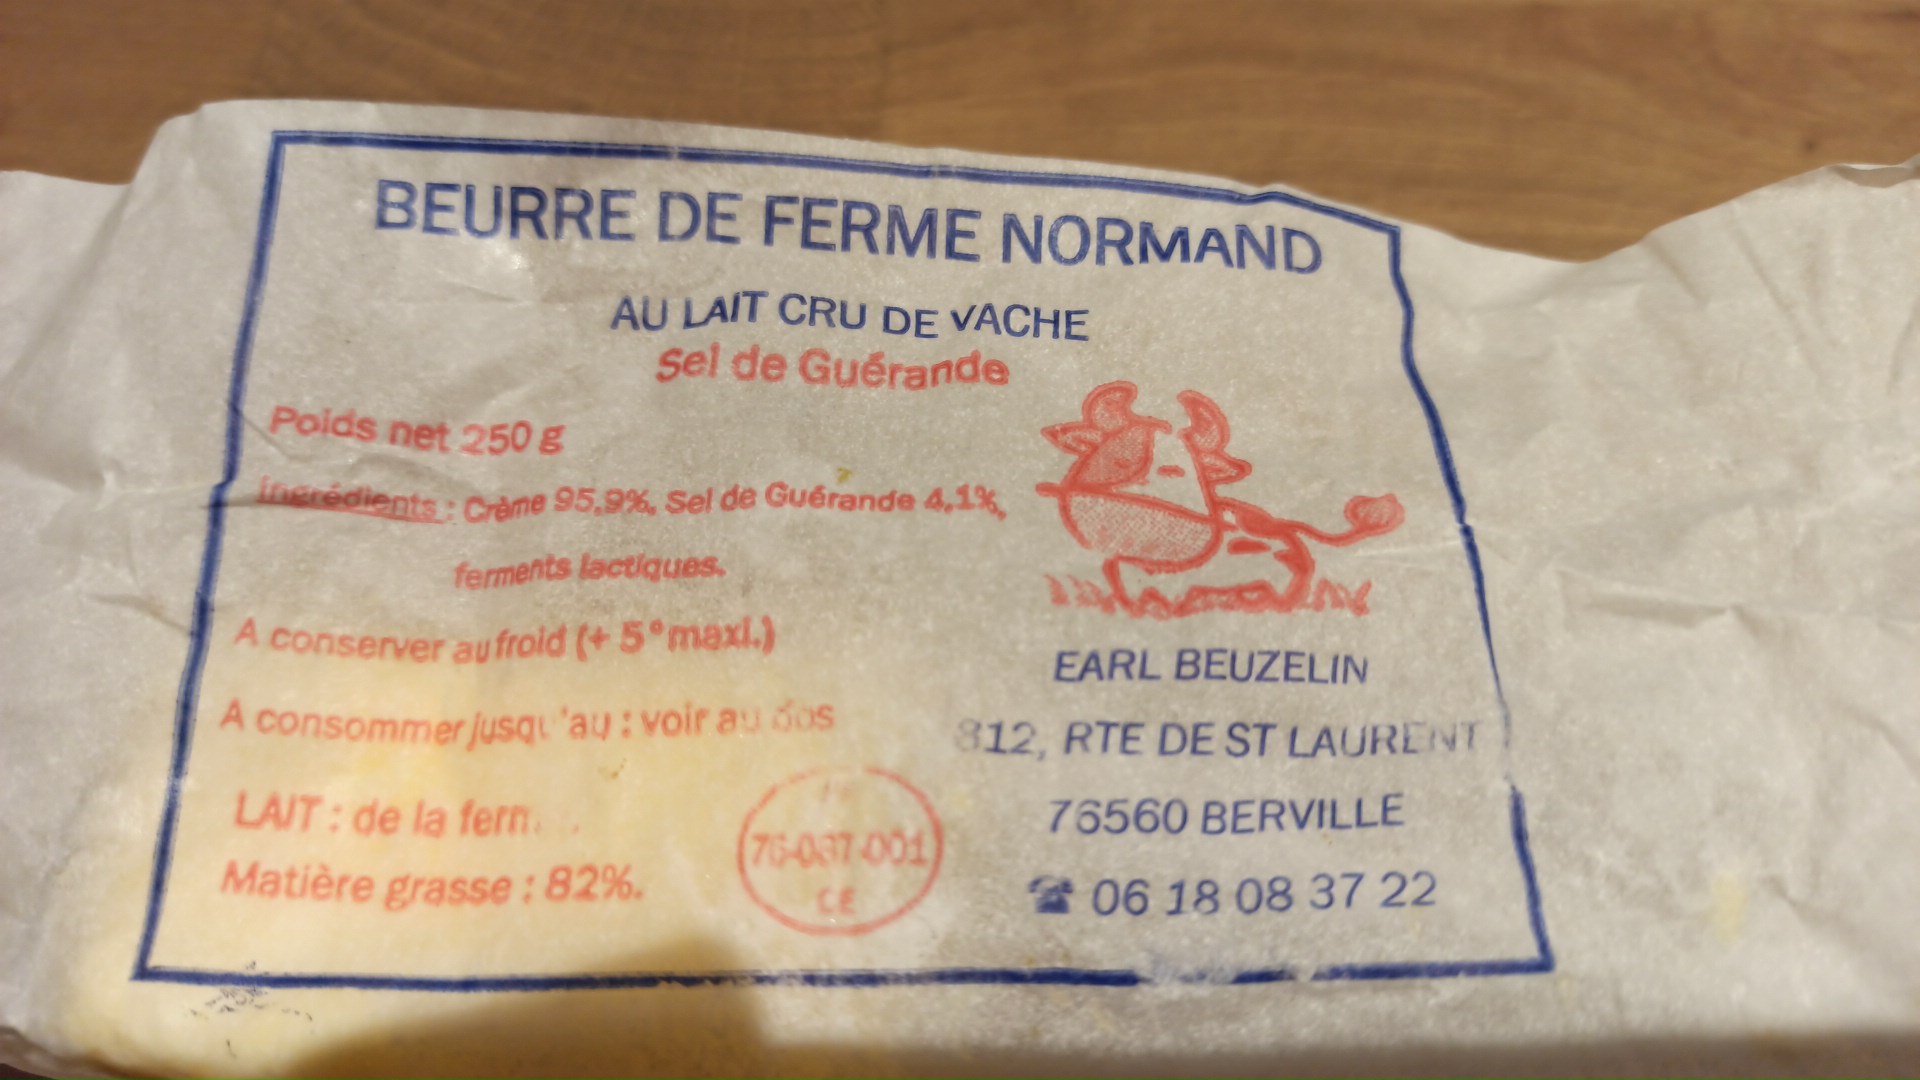 BEURRE DE FERME NORMAND
AU LAIT CRU DE VACHE
Sel de Guérande
Poids net 250 g
Ingrédients : Crème 95,9%, Sel de Guérande 4,1%,
ferments lactiques.
A conserver au froid (+ 5° maxi.)
A consommer jusqu'au : voir au dos
LAIT : de la
Matière grasse : 82%.
CE
EARL BEUZELIN
812, RTE DE ST LAURENT
76560 BERVILLE
06 18 08 37 22